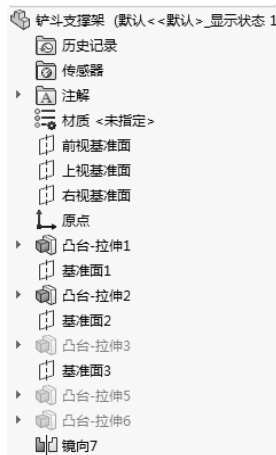 铲斗支撑架 (默认<<默认>_显示状态 1
历史记录
传感器
注解
材质 <未指定>
前视基准面
上视基准面
右视基准面
原点
凸台-拉伸1
基准面1
凸台-拉伸2
基准面2
凸台-拉伸3
基准面3
凸台-拉伸5
凸台-拉伸6
镜向7